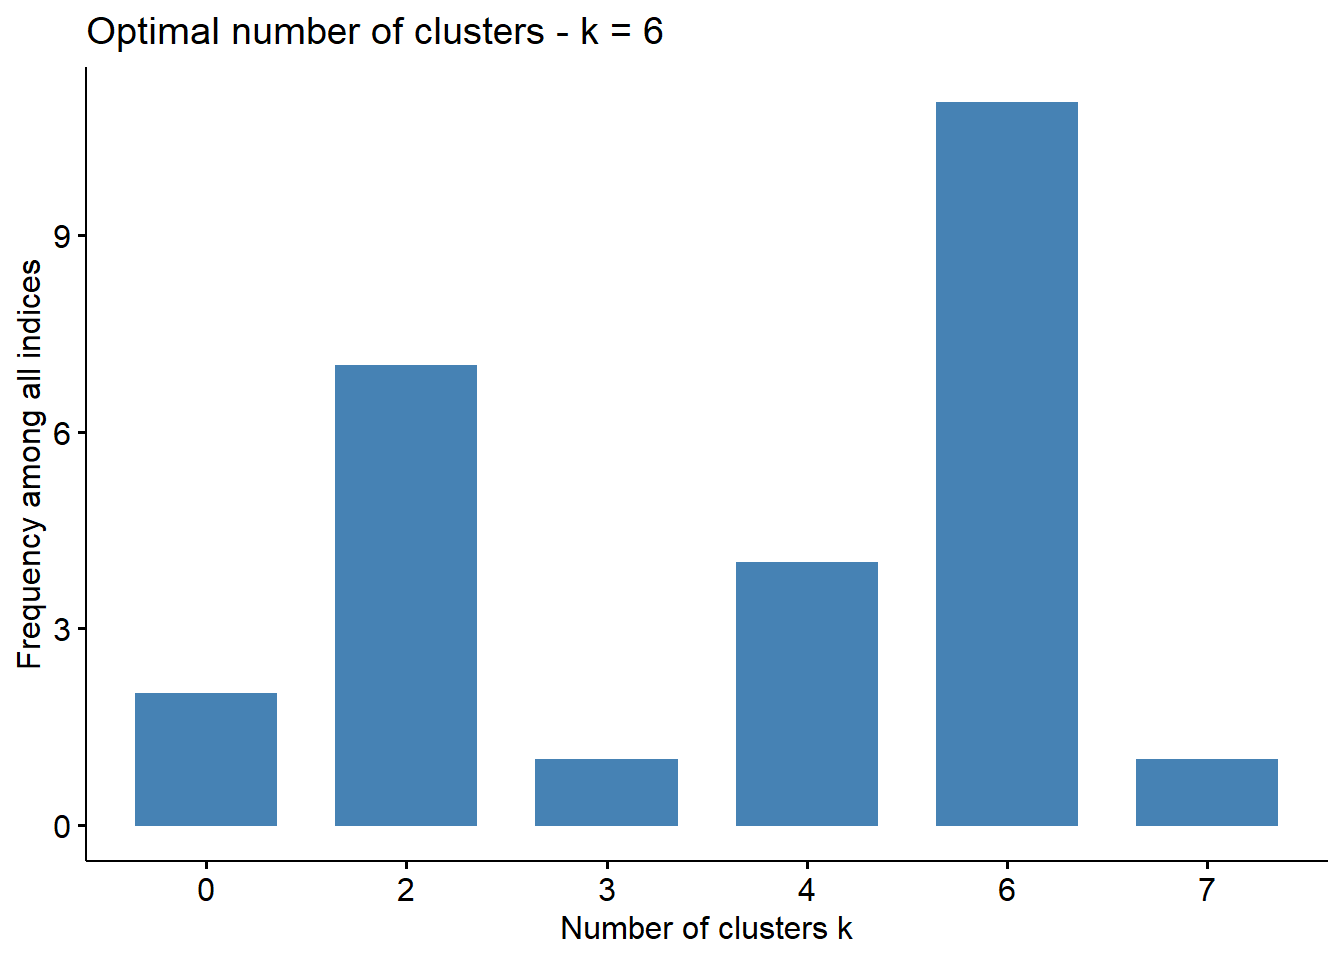 Optimal number of clusters - k = 6
Frequency among all indices
9
6
3
0
0 2 3 4 6 7
Number of clusters k